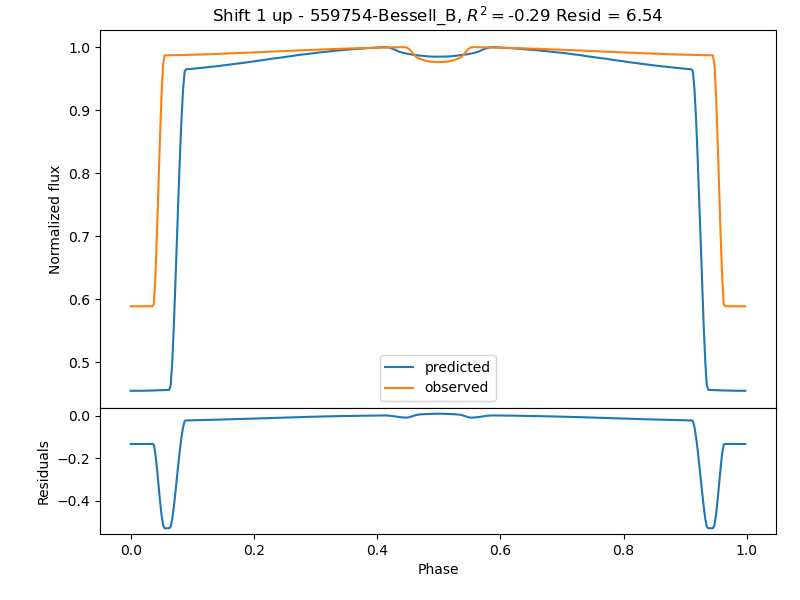 Shift 1 up - 559754-Bessell_B, $R^2 = $-0.29 Resid = 6.54
1.0
0.9
0.8
0.7
0.6
0.5
Normalized flux
predicted
observed
0.0
−0.2
−0.4
Residuals
0.0 0.2 0.4 0.6 0.8 1.0
Phase